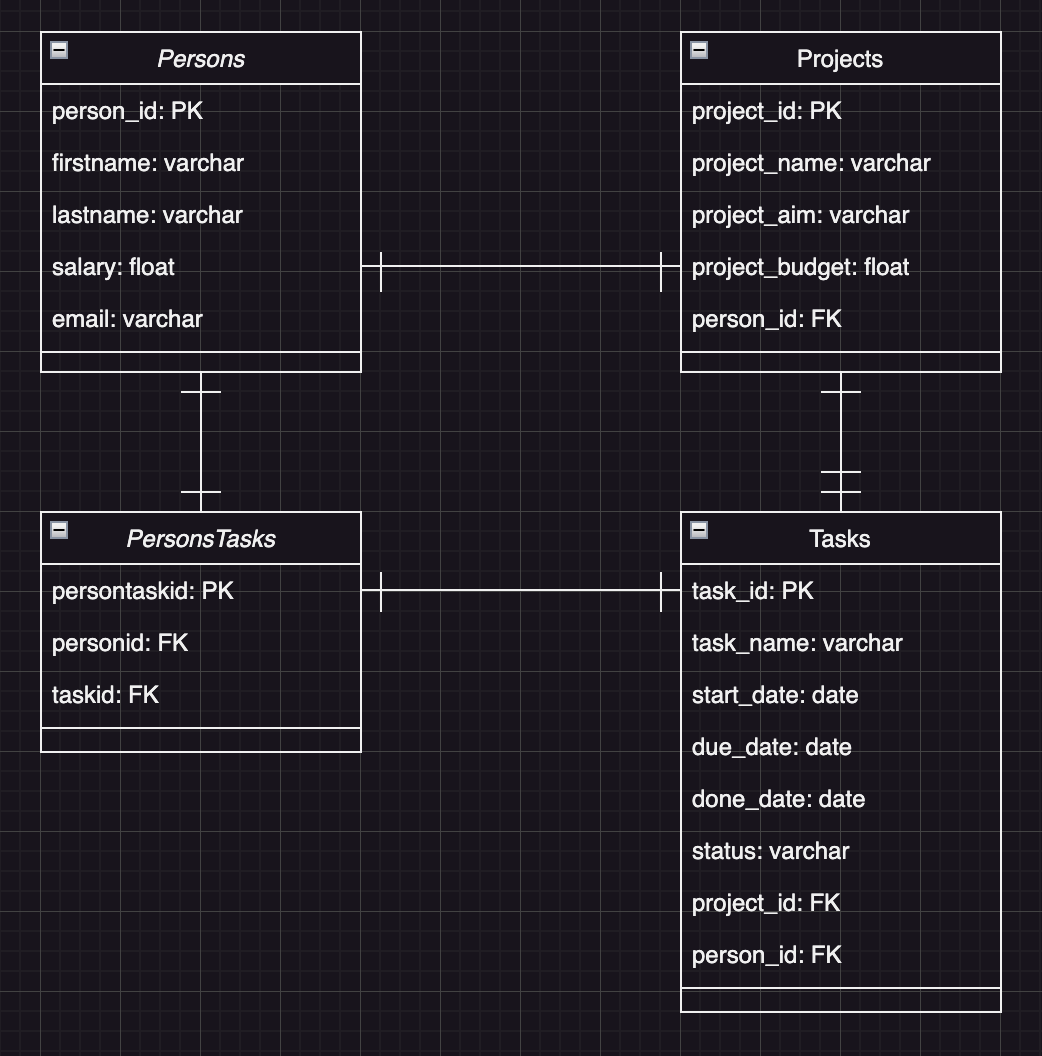 Persons
person_id: PK
firstname: varchar
lastname: varchar
salary: float
email: varchar
Projects
project_id: PK
project_name: varchar
project_aim: varchar
project_budget: float
person_id: FK
PersonsTasks
persontaskid: PK
personid: FK
taskid: FK
Tasks
task_id: PK
task_name: varchar
start_date: date
due_date: date
done_date: date
status: varchar
project_id: FK
person_id: FK